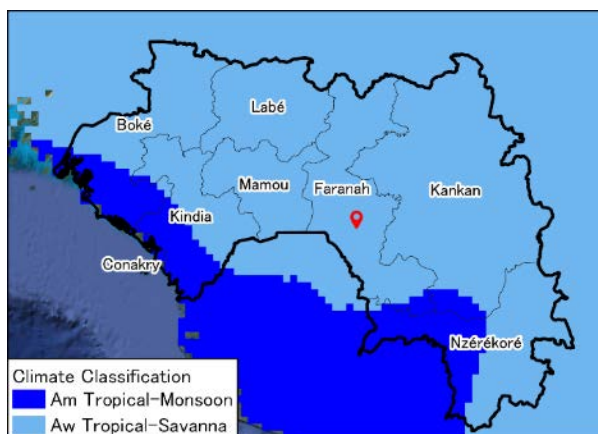 Labé
Boké
Mamou
Faranah
Kankan
Kindia
Conakry
Nzérékoré
Climate Classification
Am Tropical-Monsoon
Aw Tropical-Savanna